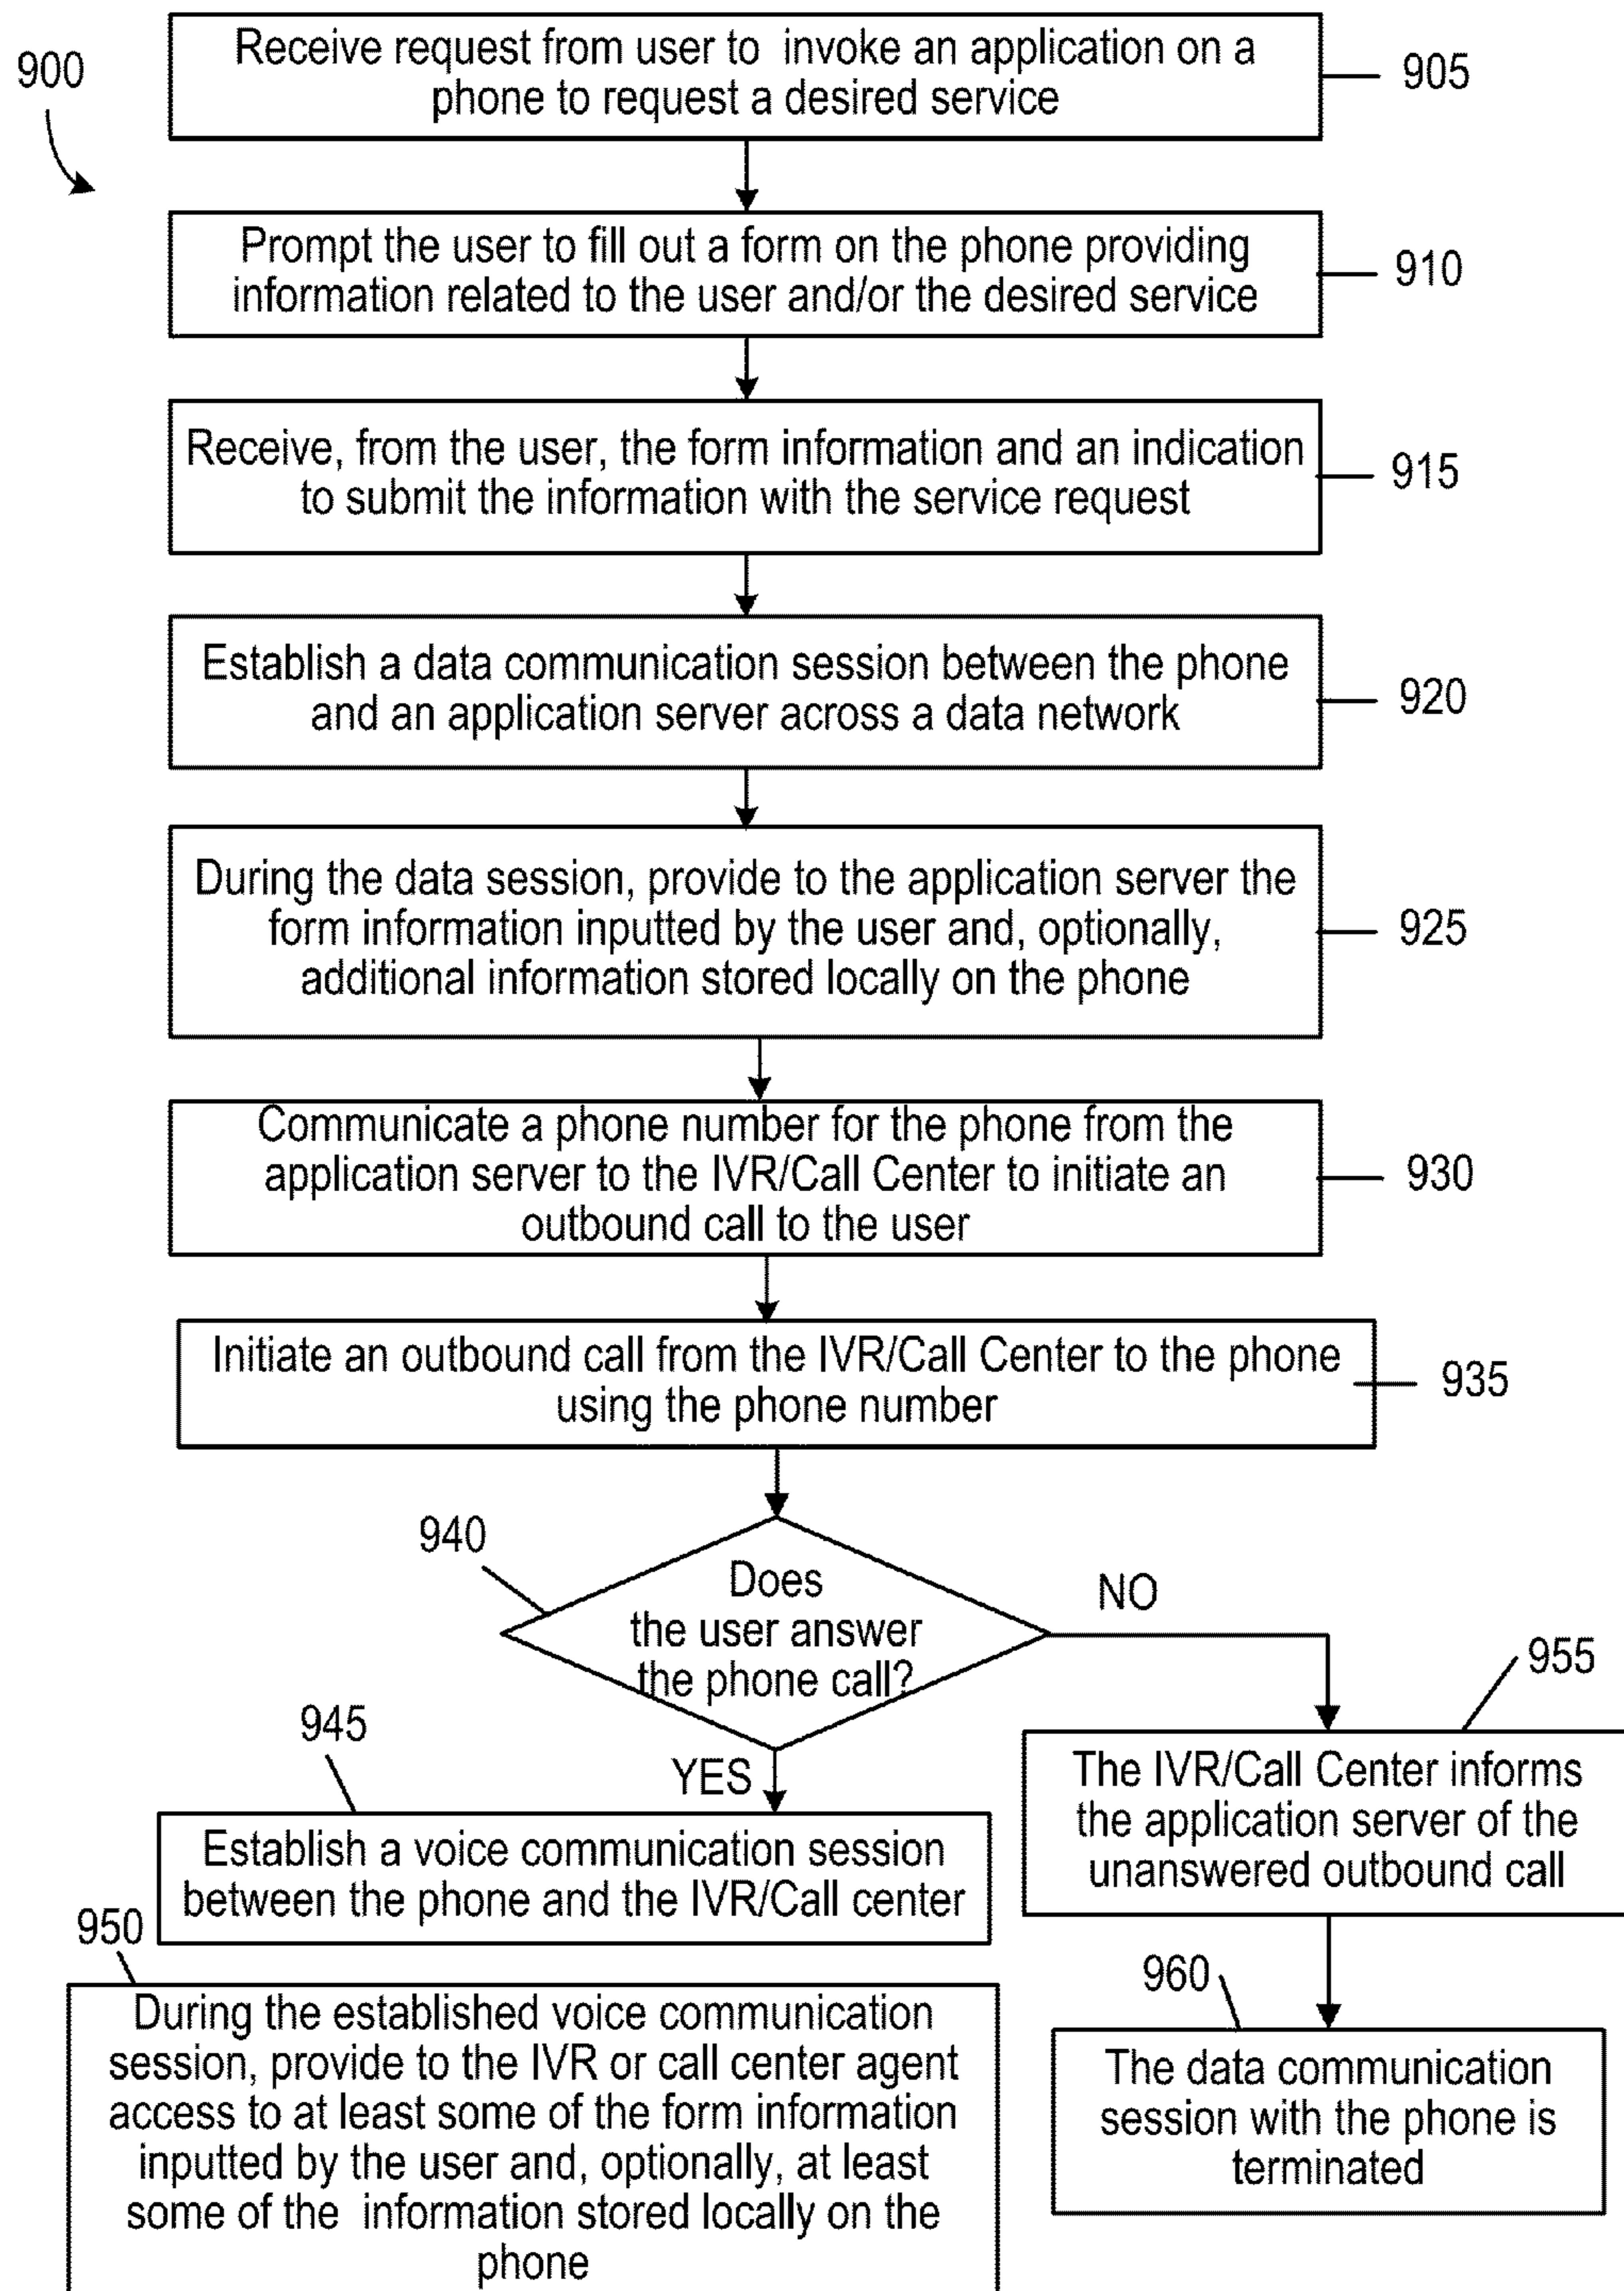 900
Receive request from user to invoke an application on a
phone to request a desired service
905
Prompt the user to fill out a form on the phone providing
information related to the user and/or the desired service
910
Receive, from the user, the form information and an indication
to submit the information with the service request
915
Establish a data communication session between the phone
and an application server across a data network
920
During the data session, provide to the application server the
form information inputted by the user and, optionally,
additional information stored locally on the phone
925
Communicate a phone number for the phone from the
application server to the IVR/Call Center to initiate an
outbound call to the user
930
Initiate an outbound call from the IVR/Call Center to the phone
using the phone number
935
940
Does
the user answer
the phone call?
NO
YES
945
Establish a voice communication session
between the phone and the IVR/Call center
950
During the established voice communication
session, provide to the IVR or call center agent
access to at least some of the form information
inputted by the user and, optionally, at least
some of the information stored locally on the
phone
955
The IVR/Call Center informs
the application server of the
unanswered outbound call
960
The data communication
session with the phone is
terminated